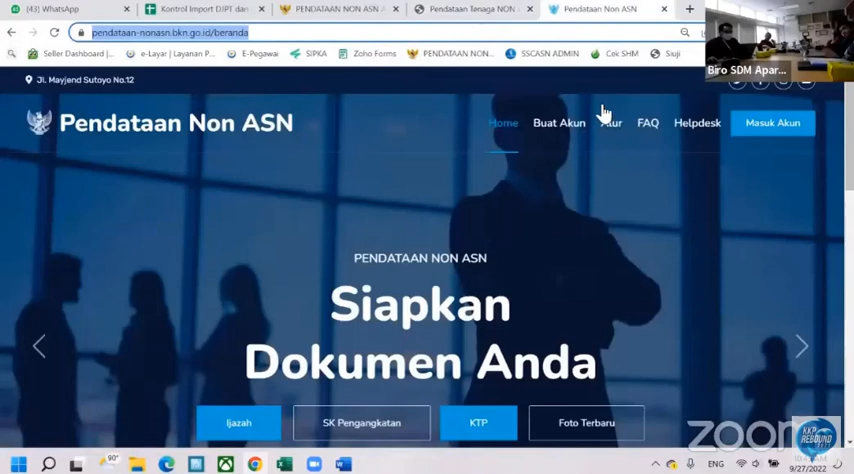 (43) WhatsApp
Kontrol Import DJPT dan
PENDATAAN NON A
Pendataan Tenaga NON
Pendataan Non ASN
pendataan-nonasn.bkn.go.id/beranda
Seller Dashboard |...
e-Layar | Layanan P...
E-Pegawai
SIPKA
Zoho Forms
PENDATAAN NON...
SSCASN ADMIN
Cek SHM
Siuji
Biro SDM Apar...
Jl. Mayjend Sutoyo No.12
Pendataan Non ASN
Home
Buat Akun
FAQ
Helpdesk
Masuk Akun
PENDATAAN NON ASN
Siapkan
Dokumen Anda
Ijazah
SK Pengangkatan
KTP
Foto Terbaru
zoom
KKP
REBOUND
90°
ENG
9/27/2022